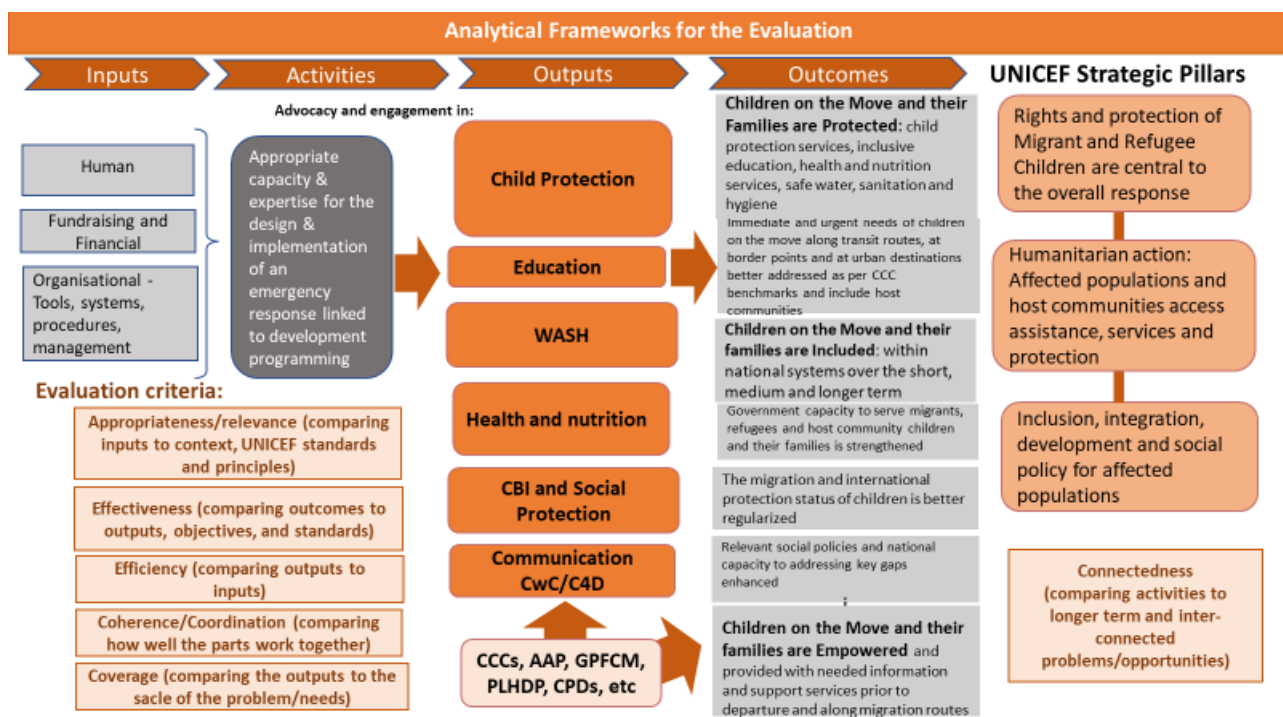 Analytical Frameworks for the Evaluation
Inputs
Activities
Outputs
Outcomes
UNICEF Strategic Pillars
Advocacy and engagement in:
Human
Fundraising and
Financial
Organisational -
Tools, systems,
procedures,
management
Appropriate
capacity &
expertise for the
design &
implementation
of an
emergency
response linked
to development
programming
Child Protection
Education
WASH
Health and nutrition
CBI and Social
Protection
Communication
CwC/C4D
CCCs, AAP, GPFCM,
PLHDP, CPDs, etc
Children on the Move and their
Families are Protected: child
protection services, inclusive
education, health and nutrition
services, safe water, sanitation and
hygiene
Immediate and urgent needs of children
on the move along transit routes, at
border points and at urban destinations
better addressed as per CCC
benchmarks and include host
communities
Children on the Move and their
families are Included: within
national systems over the short,
medium and longer term
Government capacity to serve migrants,
refugees and host community children
and their families is strengthened
The migration and international
protection status of children is better
regularized
Relevant social policies and national
capacity to addressing key gaps
enhanced
;
Children on the Move and their
families are Empowered and
provided with needed information
and support services prior to
departure and along migration routes
Rights and protection of
Migrant and Refugee
Children are central to
the overall response
Humanitarian action:
Affected populations and
host communities access
assistance, services and
protection
Inclusion, integration,
development and social
policy for affected
populations
Connectedness
(comparing activities to
longer term and inter-
connected
problems/opportunities)
Evaluation criteria:
Appropriateness/relevance (comparing
inputs to context, UNICEF standards
and principles)
Effectiveness (comparing outcomes to
outputs, objectives, and standards)
Efficiency (comparing outputs to
inputs)
Coherence/Coordination (comparing
how well the parts work together)
Coverage (comparing the outputs to the
sacle of the problem/needs)